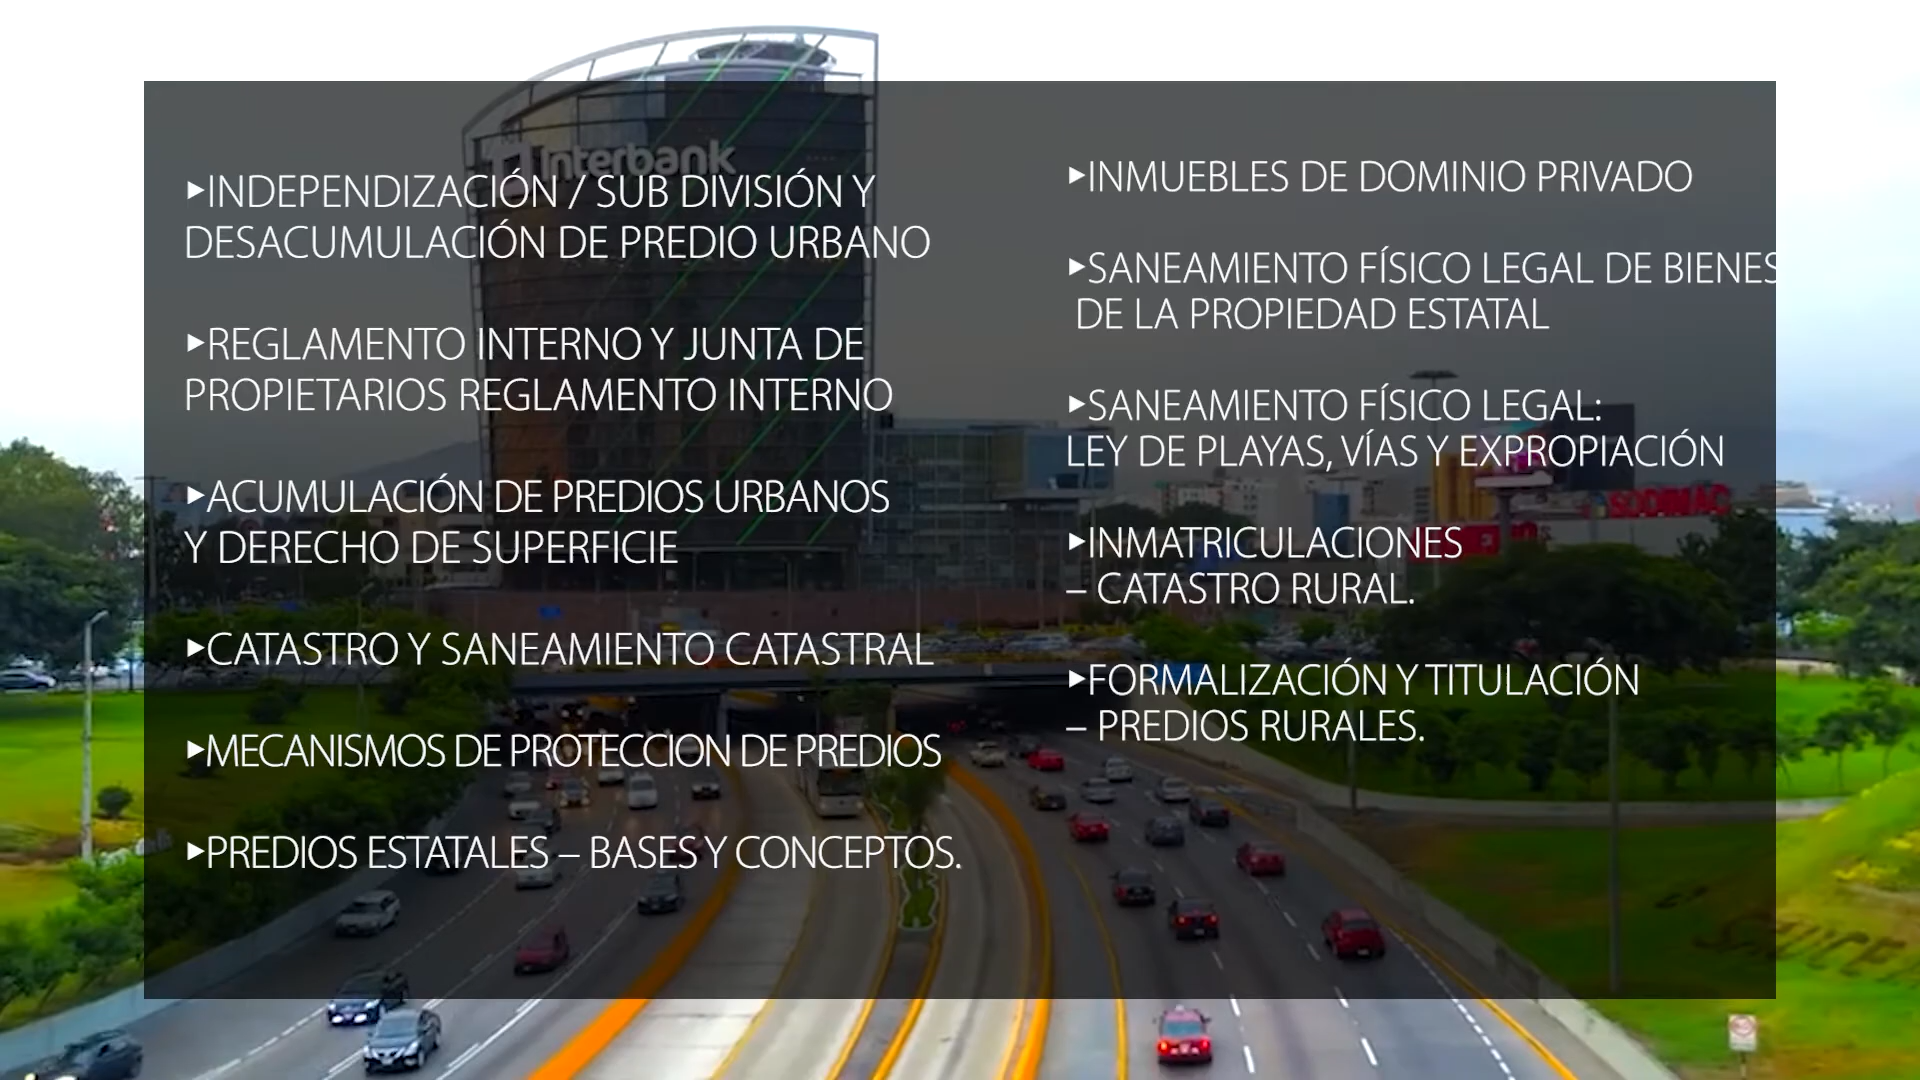 ►INDEPENDIZACIÓN / SUB DIVISIÓN Y
DESACUMULACIÓN DE PREDIO URBANO
►REGLAMENTO INTERNO Y JUNTA DE
PROPIETARIOS REGLAMENTO INTERNO
►ACUMULACIÓN DE PREDIOS URBANOS
Y DERECHO DE SUPERFICIE
►CATASTRO Y SANEAMIENTO CATASTRAL
►MECANISMOS DE PROTECCION DE PREDIOS
►PREDIOS ESTATALES – BASES Y CONCEPTOS.
►INMUEBLES DE DOMINIO PRIVADO
►SANEAMIENTO FÍSICO LEGAL DE BIENES
DE LA PROPIEDAD ESTATAL
►SANEAMIENTO FÍSICO LEGAL:
LEY DE PLAYAS, VÍAS Y EXPROPIACIÓN
►INMATRICULACIONES
– CATASTRO RURAL.
►FORMALIZACIÓN Y TITULACIÓN
– PREDIOS RURALES.
Interbank
SODIMAC